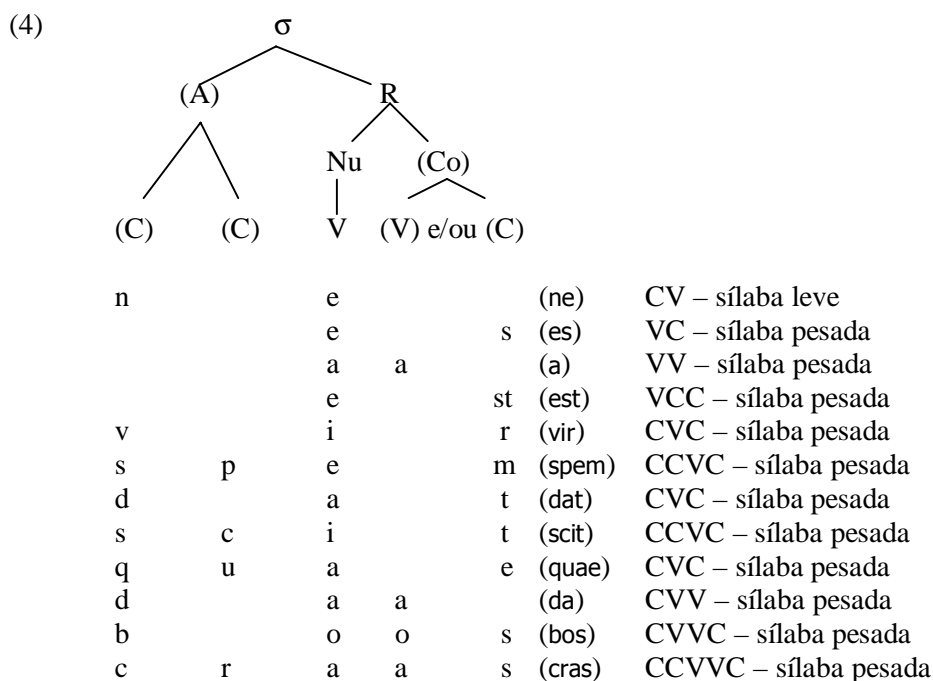 (4) σ
(A) R
Nu (Co)
(C) (C) V (V) e/ou (C)
n e (ne) CV – sílaba leve
e s (es) VC – sílaba pesada
a a (a) VV – sílaba pesada
e st (est) VCC – sílaba pesada
v i r (vir) CVC – sílaba pesada
s p e m (spem) CCVC – sílaba pesada
d a t (dat) CVC – sílaba pesada
s c i t (scit) CCVC – sílaba pesada
q u a e (quae) CVC – sílaba pesada
d a a (da) CVV – sílaba pesada
b o o s (bos) CVVC – sílaba pesada
c r a a s (cras) CCVVC – sílaba pesada